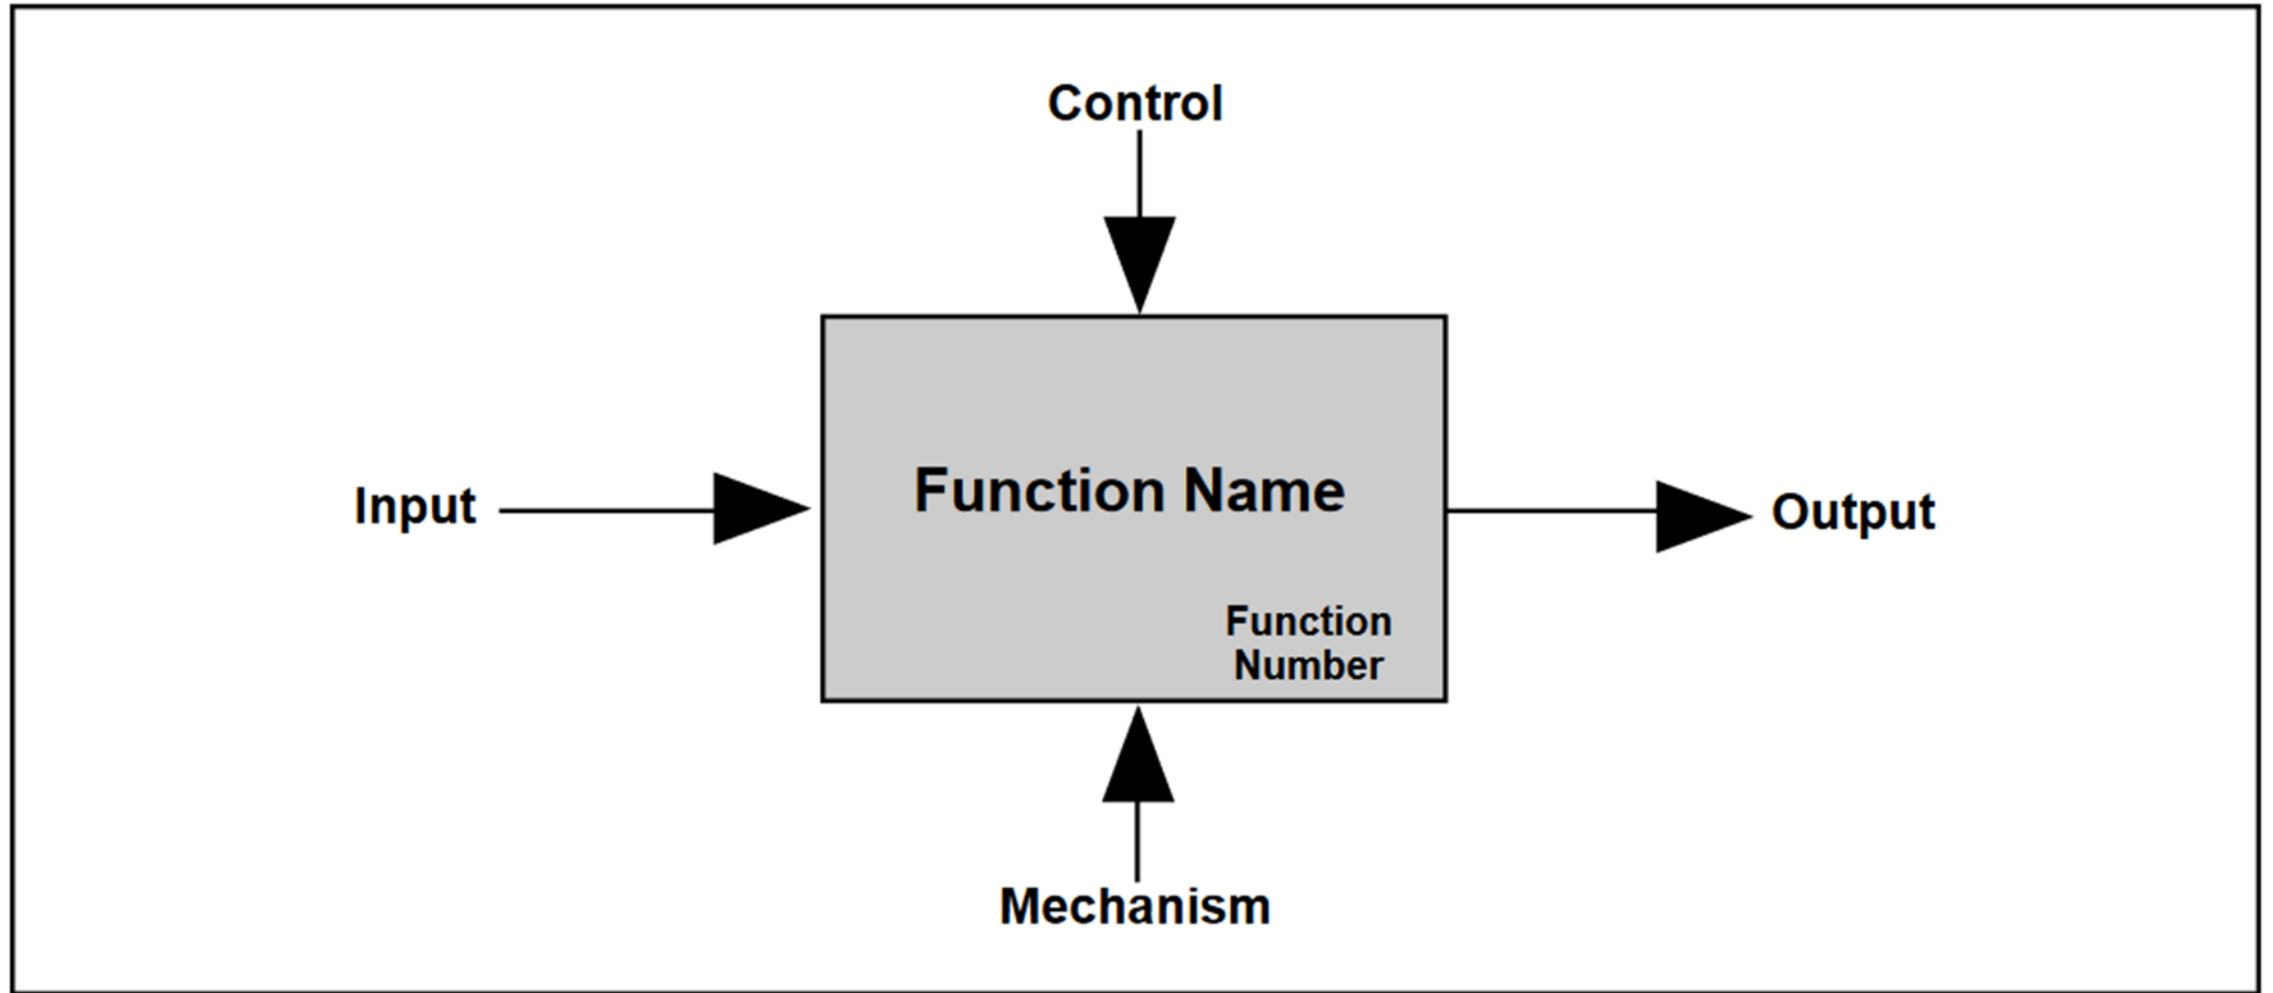 Control
Input
Function Name
Output
Function
Number
Mechanism